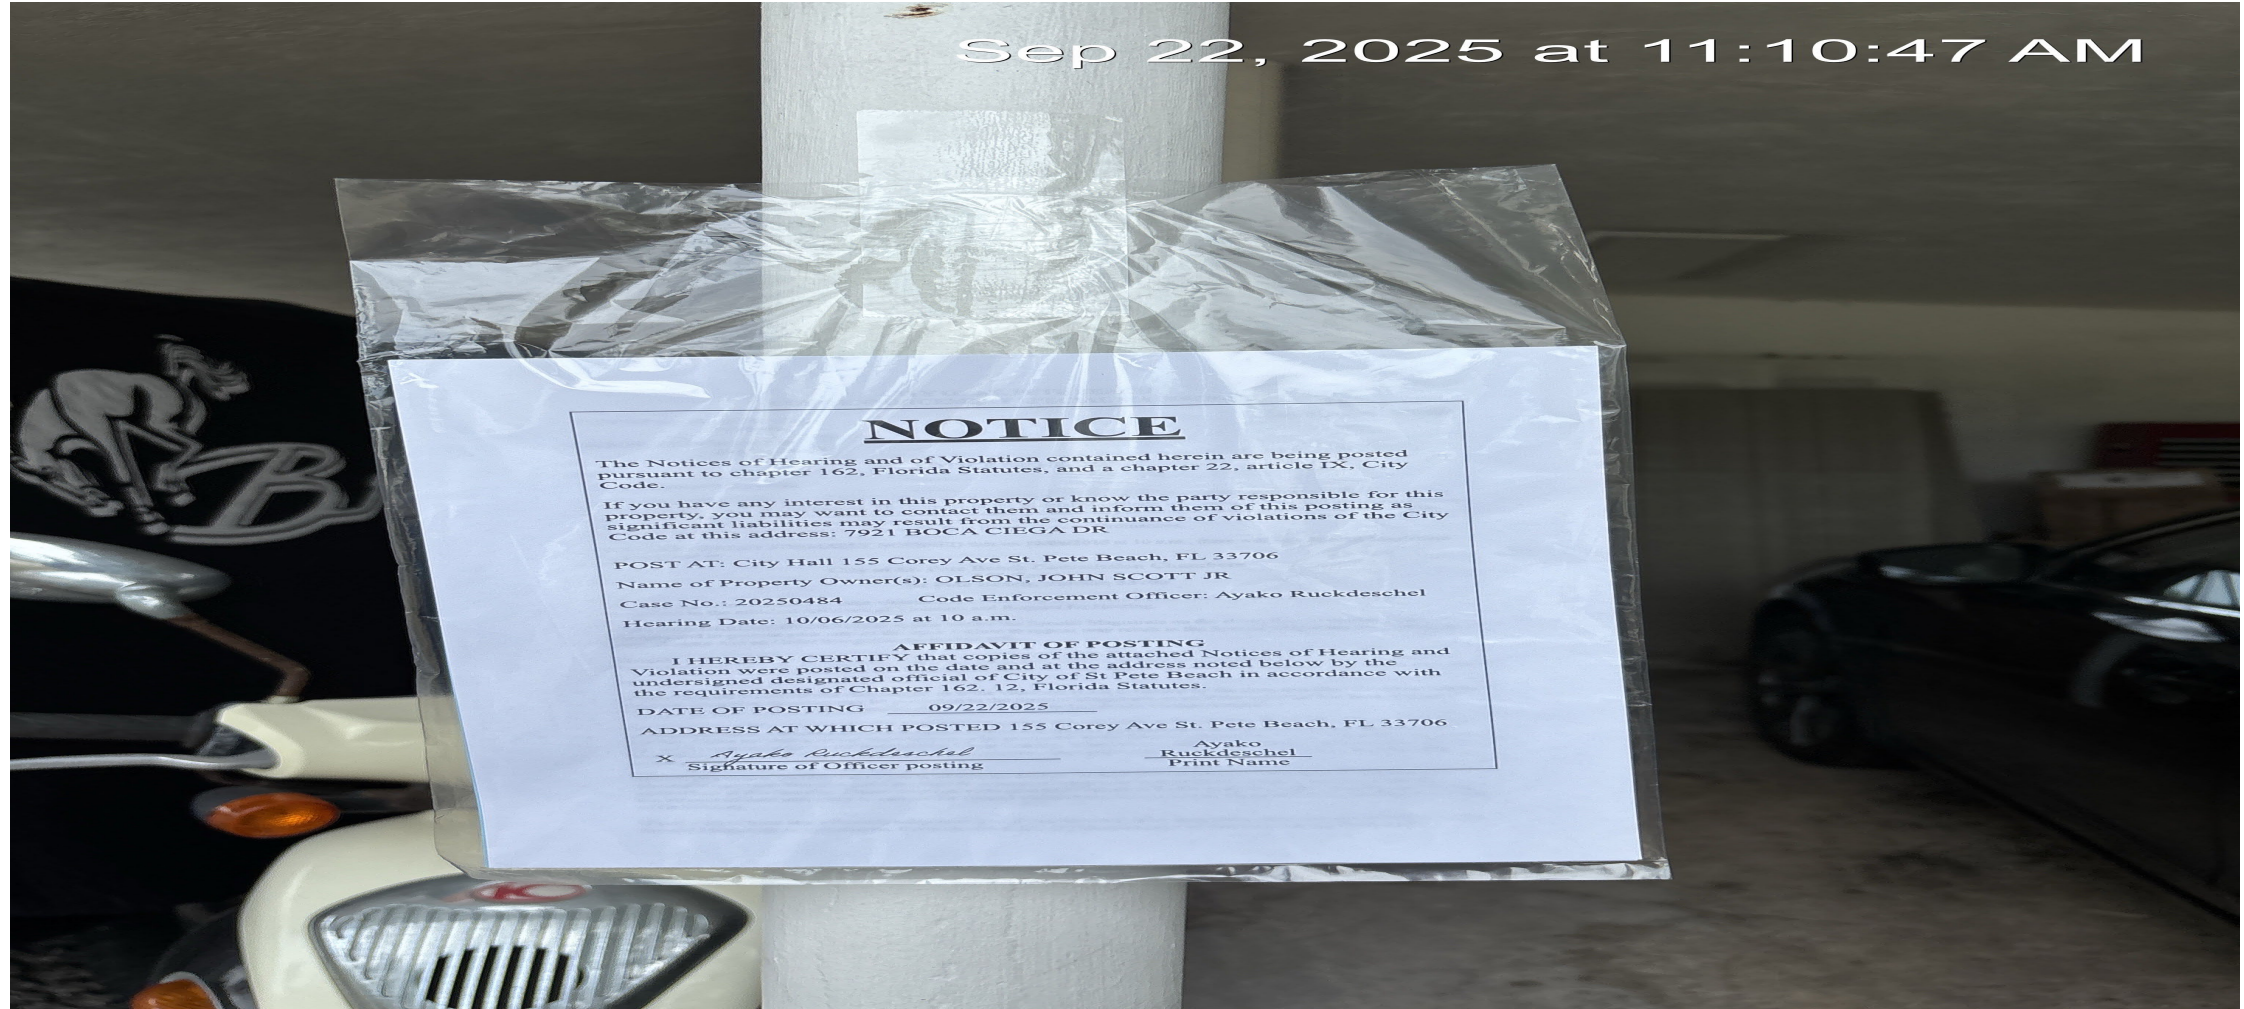 Sep 22, 2025 at 11:10:47 AM
NOTICE
The Notices of Hearing and of Violation contained herein are being posted
pursuant to chapter 162, Florida Statutes, and a chapter 22, article IX, City
Code.
If you have any interest in this property or know the party responsible for this
property, you may want to contact them and inform them of this posting as
significant liabilities may result from the continuance of violations of the City
Code at this address: 7921 BOCA CIEGA DR
POST AT: City Hall 155 Corey Ave St. Pete Beach, FL 33706
Name of Property Owner(s): OLSON, JOHN SCOTT JR
Case No.: 20250484 Code Enforcement Officer: Ayako Ruckdeschel
Hearing Date: 10/06/2025 at 10 a.m.
AFFIDAVIT OF POSTING
I HEREBY CERTIFY that copies of the attached Notices of Hearing and
Violation were posted on the date and at the address noted below by the
undersigned designated official of City of St Pete Beach in accordance with
the requirements of Chapter 162. 12, Florida Statutes.
DATE OF POSTING 09/22/2025
ADDRESS AT WHICH POSTED 155 Corey Ave St. Pete Beach, FL 33706
X Ayako Ruckdeschel
Signature of Officer posting
Ayako
Ruckdeschel
Print Name